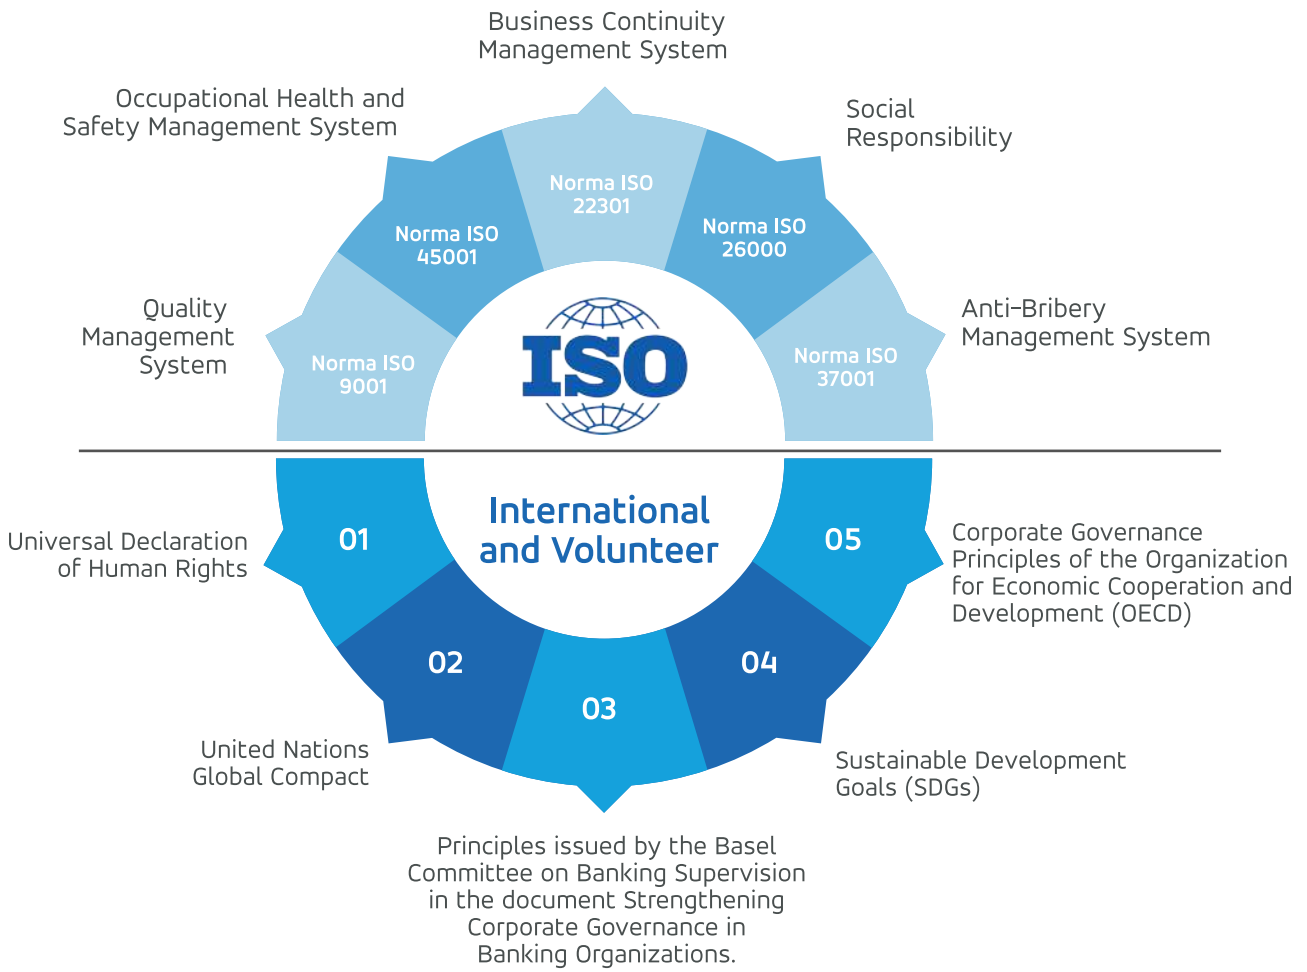 Business Continuity
Management System
Occupational Health and
Safety Management System
Social
Responsibility
Norma ISO
22301
Norma ISO
45001
Norma ISO
26000
Quality
Management
System
Anti-Bribery
Management System
Norma ISO
9001
Norma ISO
37001
ISO
International
and Volunteer
01
Universal Declaration
of Human Rights
05
Corporate Governance
Principles of the Organization
for Economic Cooperation and
Development (OECD)
02
04
03
United Nations
Global Compact
Sustainable Development
Goals (SDGs)
Principles issued by the Basel
Committee on Banking Supervision
in the document Strengthening
Corporate Governance in
Banking Organizations.